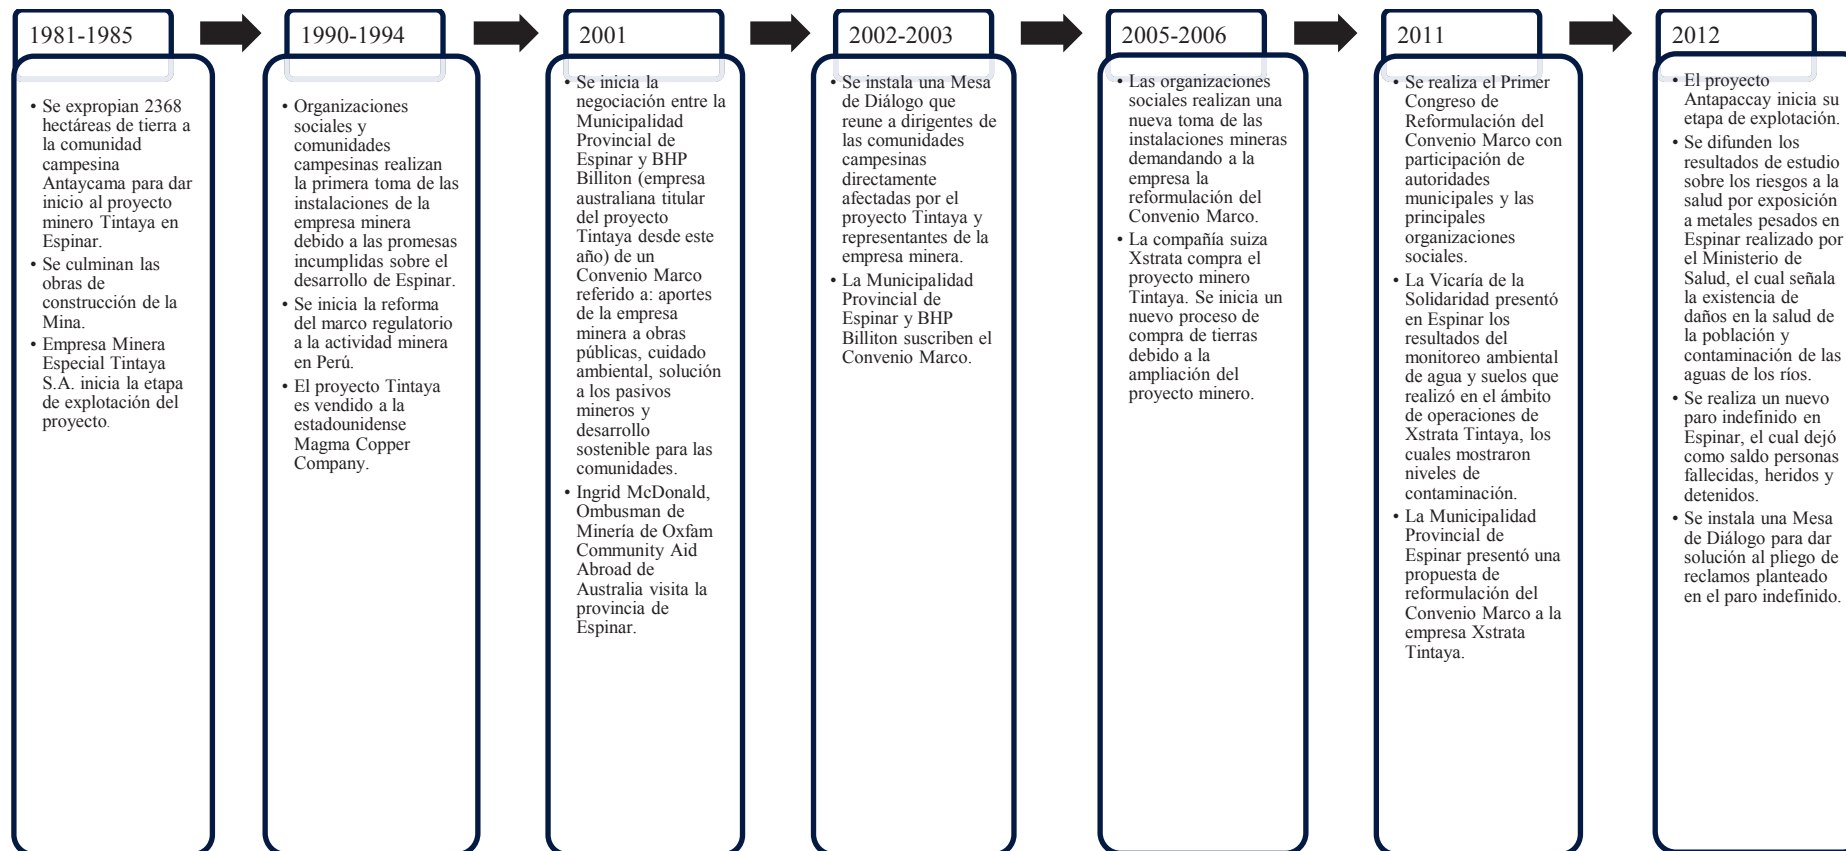 1981-1985
• Se expropian 2368
hectáreas de tierra a
la comunidad
campesina
Antaycama para dar
inicio al proyecto
minero Tintaya en
Espinar.
• Se culminan las
obras de
construcción de la
Mina.
• Empresa Minera
Especial Tintaya
S.A. inicia la etapa
de explotación del
proyecto.
1990-1994
• Organizaciones
sociales y
comunidades
campesinas realizan
la primera toma de las
instalaciones de la
empresa minera
debido a las promesas
incumplidas sobre el
desarrollo de Espinar.
• Se inicia la reforma
del marco regulatorio
a la actividad minera
en Perú.
• El proyecto Tintaya
es vendido a la
estadounidense
Magma Copper
Company.
2001
• Se inicia la
negociación entre la
Municipalidad
Provincial de
Espinar y BHP
Billiton (empresa
australiana titular
del proyecto
Tintaya desde este
año) de un
Convenio Marco
referido a: aportes
de la empresa
minera a obras
públicas, cuidado
ambiental, solución
a los pasivos
mineros y
desarrollo
sostenible para las
comunidades.
• Ingrid McDonald,
Ombusman de
Minería de Oxfam
Community Aid
Abroad de
Australia visita la
provincia de
Espinar.
2002-2003
• Se instala una Mesa
de Diálogo que
reune a dirigentes de
las comunidades
campesinas
directamente
afectadas por el
proyecto Tintaya y
representantes de la
empresa minera.
• La Municipalidad
Provincial de
Espinar y BHP
Billiton suscriben el
Convenio Marco.
2005-2006
• Las organizaciones
sociales realizan una
nueva toma de las
instalaciones mineras
demandando a la
empresa la
reformulación del
Convenio Marco.
• La compañía suiza
Xstrata compra el
proyecto minero
Tintaya. Se inicia un
nuevo proceso de
compra de tierras
debido a la
ampliación del
proyecto minero.
2011
• Se realiza el Primer
Congreso de
Reformulación del
Convenio Marco con
participación de
autoridades
municipales y las
principales
organizaciones
sociales.
• La Vicaría de la
Solidaridad presentó
en Espinar los
resultados del
monitoreo ambiental
de agua y suelos que
realizó en el ámbito
de operaciones de
Xstrata Tintaya, los
cuales mostraron
niveles de
contaminación.
• La Municipalidad
Provincial de
Espinar presentó una
propuesta de
reformulación del
Convenio Marco a la
empresa Xstrata
Tintaya.
2012
• El proyecto
Antapaccay inicia su
etapa de explotación.
• Se difunden los
resultados de estudio
sobre los riesgos a la
salud por exposición
a metales pesados en
Espinar realizado por
el Ministerio de
Salud, el cual señala
la existencia de
daños en la salud de
la población y
contaminación de las
aguas de los ríos.
• Se realiza un nuevo
paro indefinido en
Espinar, el cual dejó
como saldo personas
fallecidas, heridos y
detenidos.
• Se instala una Mesa
de Diálogo para dar
solución al pliego de
reclamos planteado
en el paro indefinido.